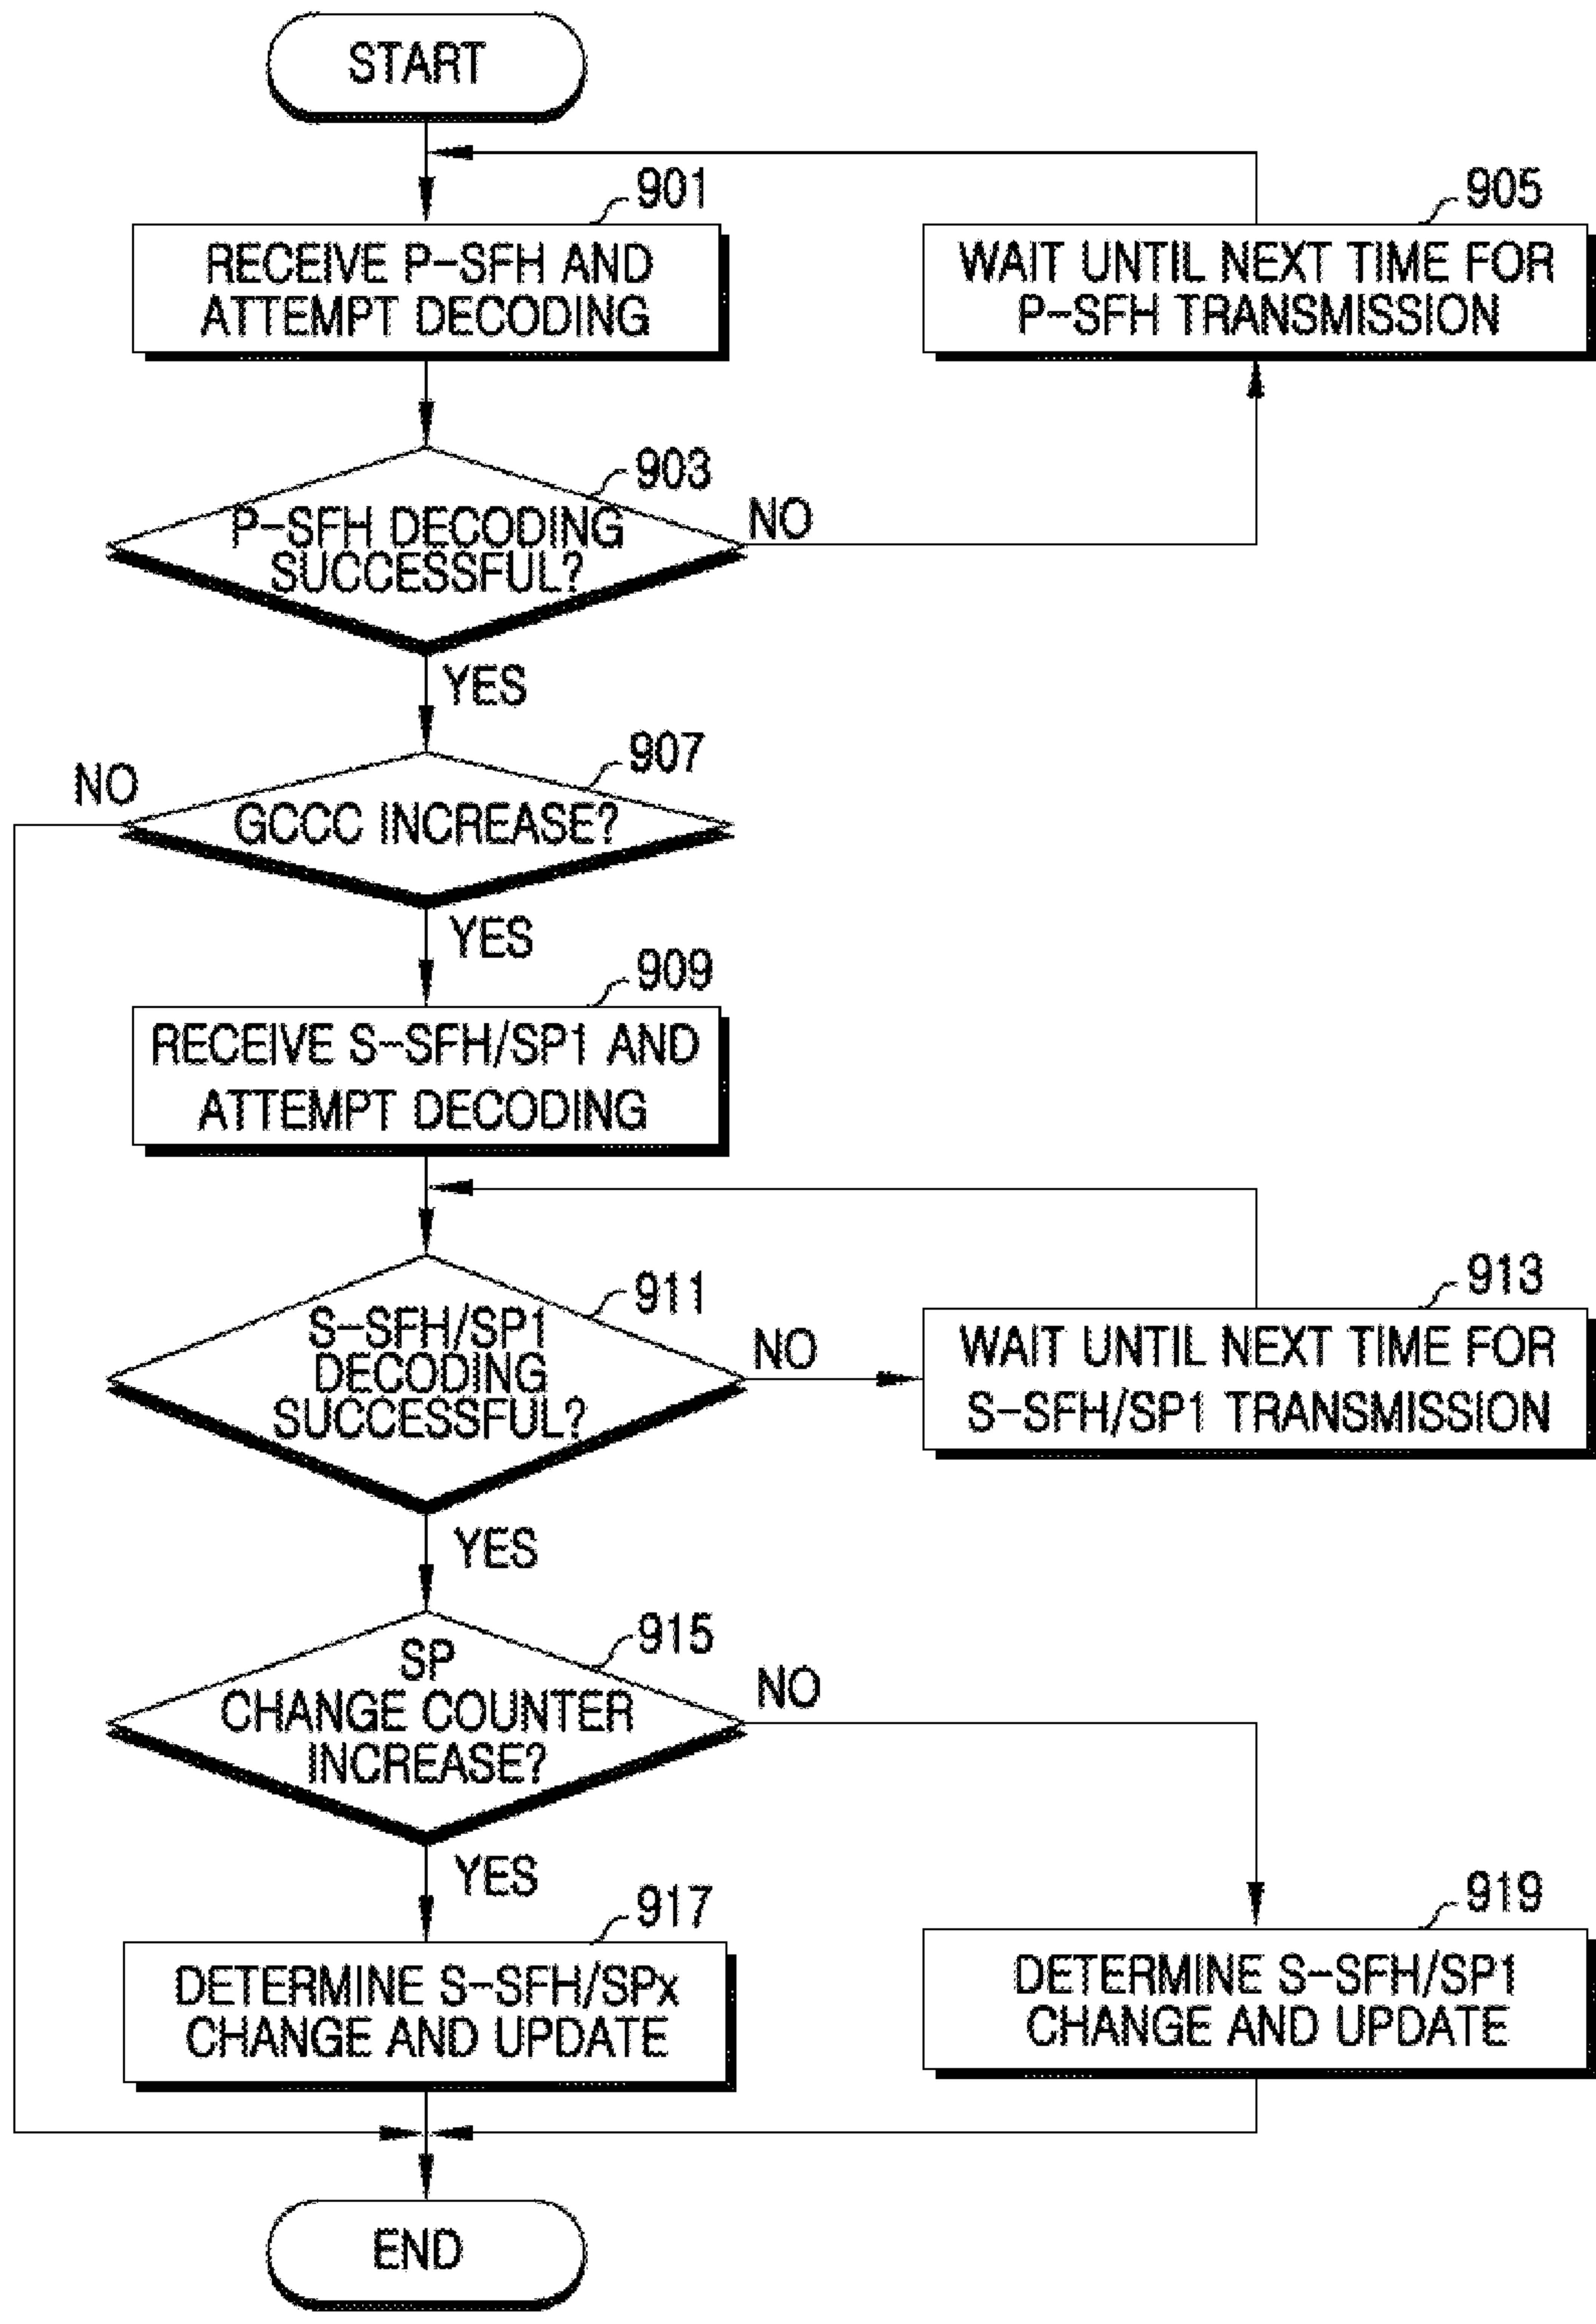 START
901
RECEIVE P-SFH AND
ATTEMPT DECODING
905
WAIT UNTIL NEXT TIME FOR
P-SFH TRANSMISSION
903
P-SFH DECODING
SUCCESSFUL?
NO
YES
907
NO
GCCC INCREASE?
YES
909
RECEIVE S-SFH/SP1 AND
ATTEMPT DECODING
911
S-SFH/SP1
DECODING
SUCCESSFUL?
NO
913
WAIT UNTIL NEXT TIME FOR
S-SFH/SP1 TRANSMISSION
YES
915
SP
CHANGE COUNTER
INCREASE?
NO
YES
917
DETERMINE S-SFH/SPx
CHANGE AND UPDATE
919
DETERMINE S-SFH/SP1
CHANGE AND UPDATE
END